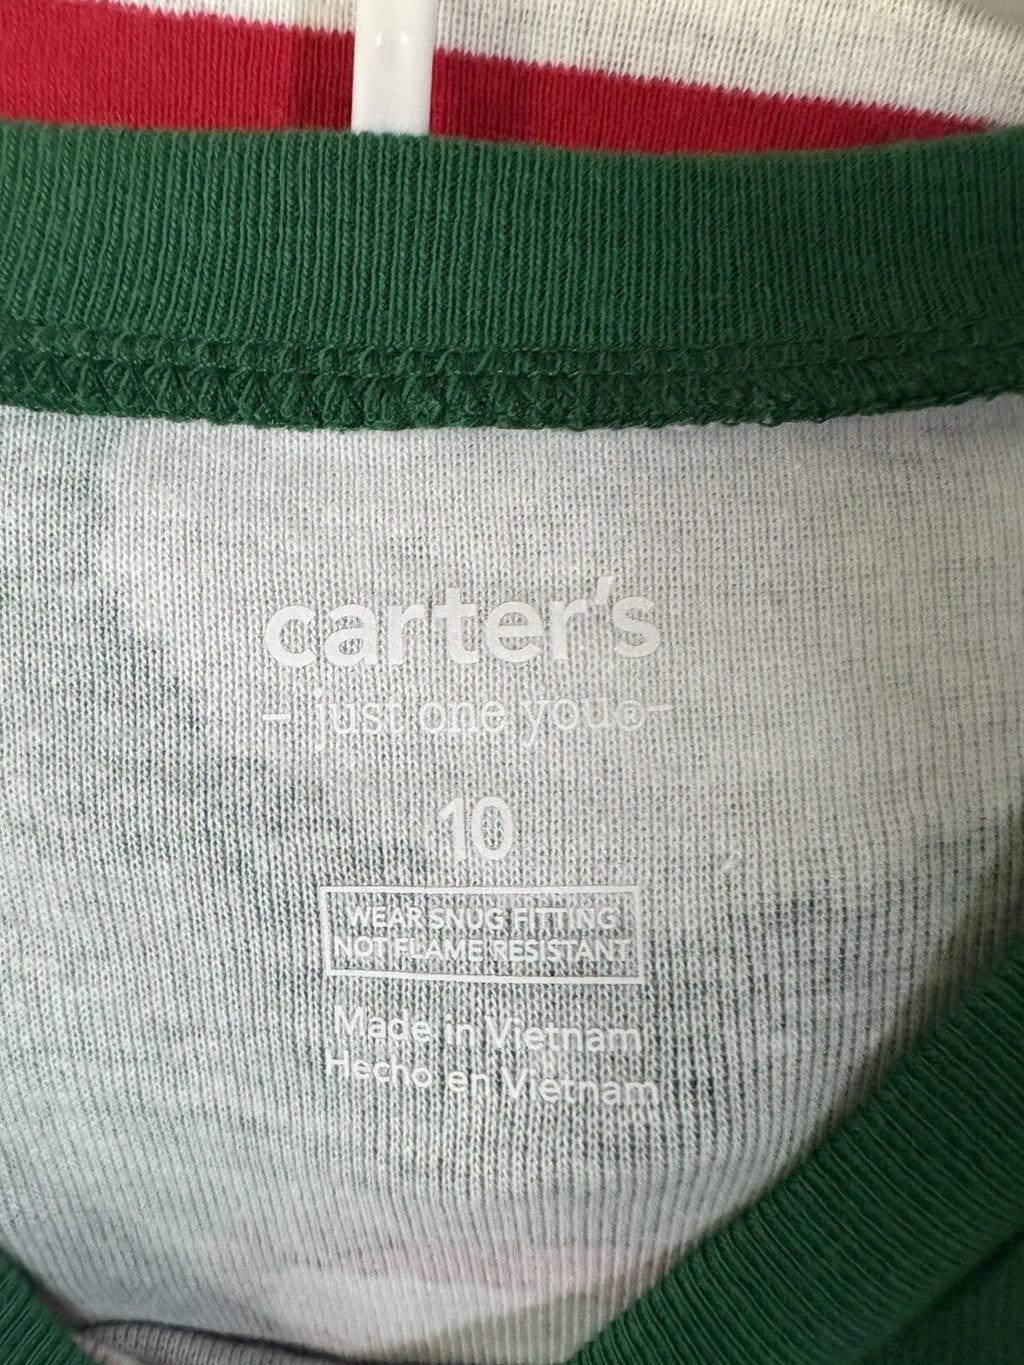 carter's
- just one you® -
10
WEAR SNUG FITTING
NOT FLAME RESISTANT
Made in Vietnam
Hecho en Vietnam